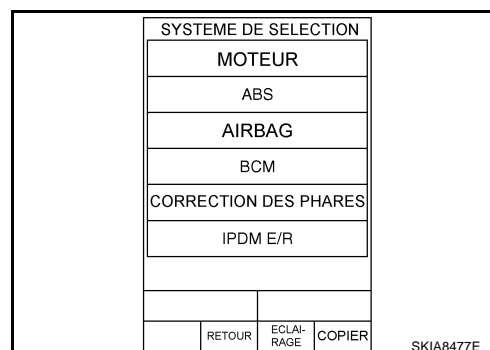 SYSTEME DE SELECTION
MOTEUR
ABS
AIRBAG
BCM
CORRECTION DES PHARES
IPDM E/R
RETOUR
ECLAI-
RAGE
COPIER
SKIA8477E